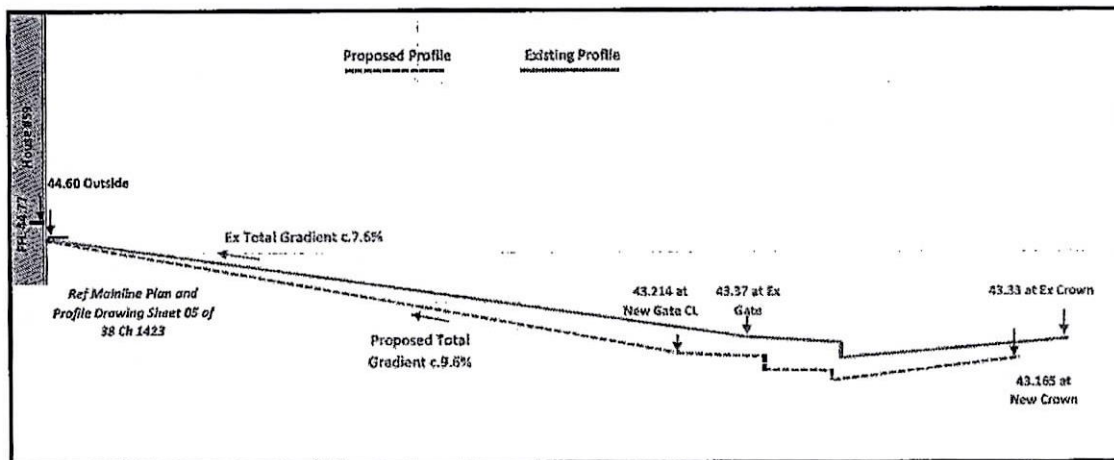 Proposed Profile
Existing Profile
House #59
FFL 44.77
44.60 Outside
Ex Total Gradient c.7.6%
Ref Mainline Plan and
Profile Drawing Sheet 05 of
38 Ch 1423
Proposed Total
Gradient c.9.6%
43.214 at
New Gate CL
43.37 at Ex
Gate
43.33 at Ex Crown
43.165 at
New Crown